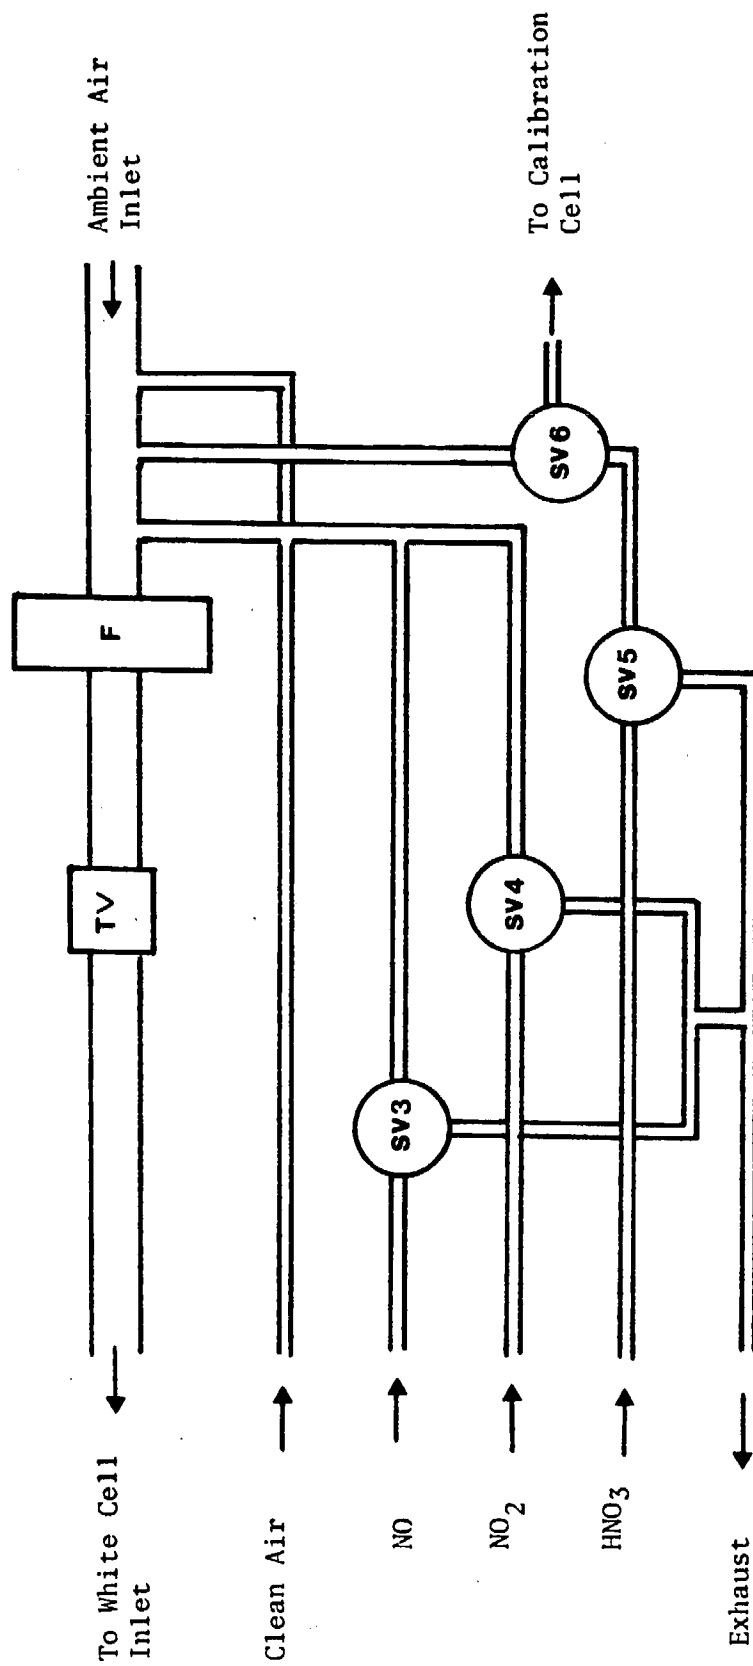 To White Cell
Inlet
Ambient Air
Inlet
TV
F
Clean Air
NO
SV3
NO2
SV4
HNO3
SV5
SV6
To Calibration
Cell
Exhaust